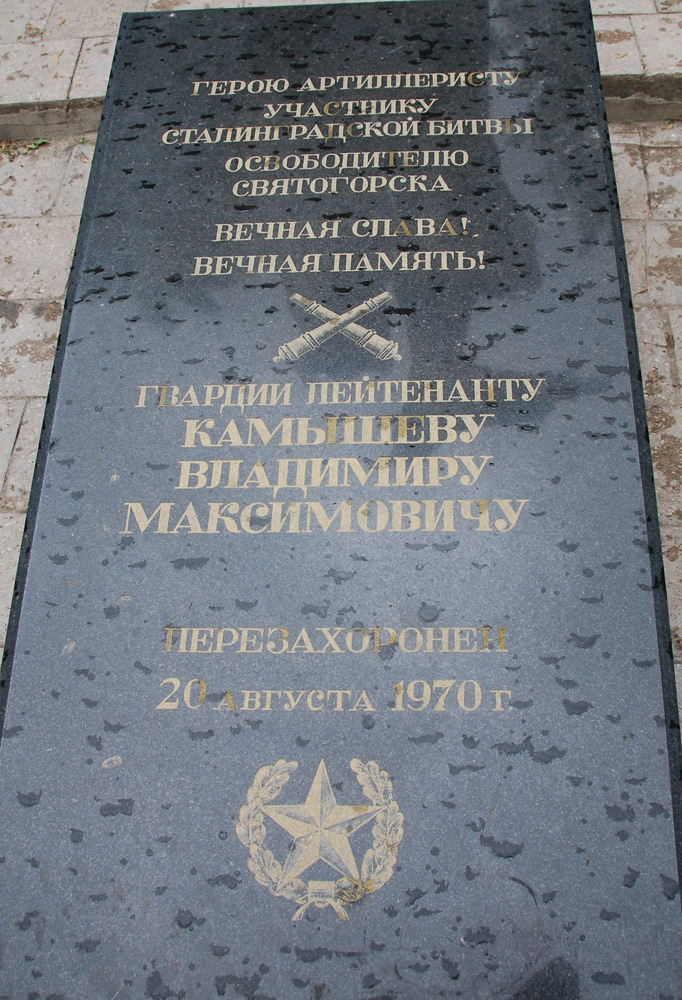 ГЕРОЮ АРТИЛЛЕРИСТУ
УЧАСТНИКУ
СТАЛИНГРАДСКОЙ БИТВЫ
ОСВОБОДИТЕЛЮ
СВЯТОГОРСКА
ВЕЧНАЯ СЛАВА!
ВЕЧНАЯ ПАМЯТЬ!
ГВАРДИИ ЛЕЙТЕНАНТУ
КАМЫШЕВУ
ВЛАДИМИРУ
МАКСИМОВИЧУ
ПЕРЕЗАХОРОНЕН
20 АВГУСТА 1970 г.